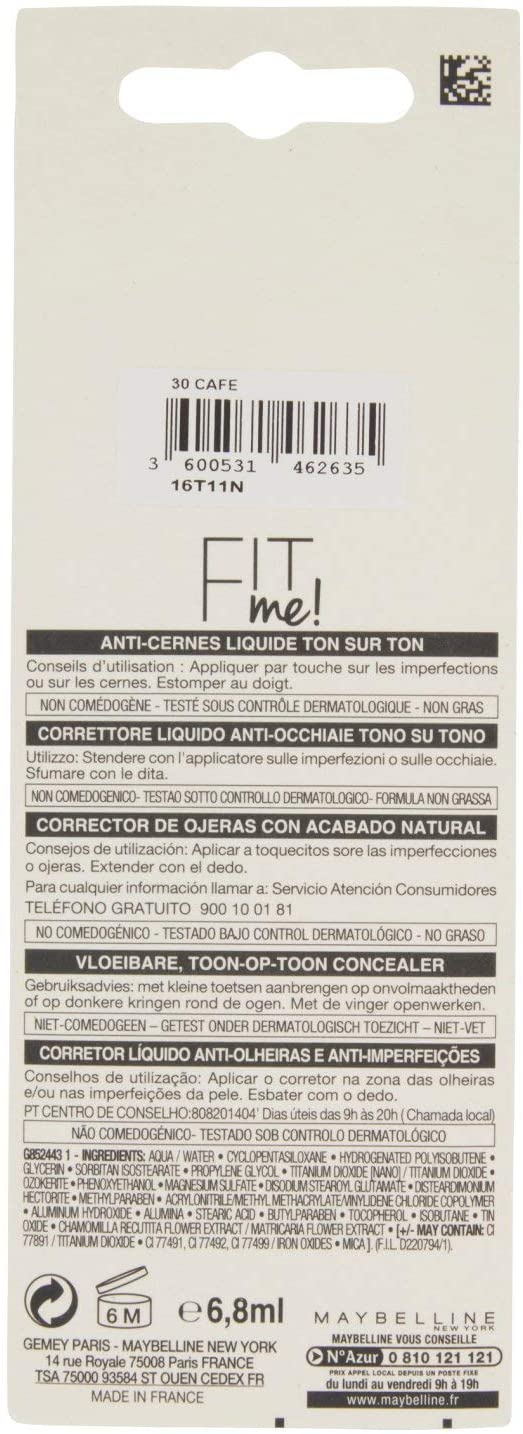 30 CAFE
3 600531 462635
16T11N
FIT
me!
ANTI-CERNES LIQUIDE TON SUR TON
Conseils d'utilisation : Appliquer par touche sur les imperfections
ou sur les cernes. Estomper au doigt.
NON COMÉDOGÈNE - TESTÉ SOUS CONTRÔLE DERMATOLOGIQUE - NON GRAS
CORRETTORE LIQUIDO ANTI-OCCHIAIE TONO SU TONO
Utilizzo: Stendere con l'applicatore sulle imperfezioni o sulle occhiaie.
Sfumare con le dita.
NON COMEDOGENICO- TESTAO SOTTO CONTROLLO DERMATOLOGICO- FORMULA NON GRASSA
CORRECTOR DE OJERAS CON ACABADO NATURAL
Consejos de utilización: Aplicar a toquecitos sore las imperfecciones
o ojeras. Extender con el dedo.
Para cualquier información llamar a: Servicio Atención Consumidores
TELÉFONO GRATUITO 900 10 01 81
NO COMEDOGÉNICO - TESTADO BAJO CONTROL DERMATOLÓGICO - NO GRASO
VLOEIBARE, TOON-OP-TOON CONCEALER
Gebruiksadvies: met kleine toetsen aanbrengen op onvolmaaktheden
of op donkere kringen rond de ogen. Met de vinger openwerken.
NIET-COMEDOGEEN – GETEST ONDER DERMATOLOGISCH TOEZICHT – NIET-VET
CORRETOR LÍQUIDO ANTI-OLHEIRAS E ANTI-IMPERFEIÇÕES
Conselhos de utilização: Aplicar o corretor na zona das olheiras
e/ou nas imperfeições da pele. Esbater com o dedo.
PT CENTRO DE CONSELHO:808201404' Dias úteis das 9h às 20h ( Chamada local)
NÃO COMEDOGÉNICO- TESTADO SOB CONTROLO DERMATOLÓGICO
G852443 1 - INGREDIENTS: AQUA / WATER • CYCLOPENTASILOXANE • HYDROGENATED POLYISOBUTENE •
GLYCERIN • SORBITAN ISOSTEARATE • PROPYLENE GLYCOL • TITANIUM DIOXIDE [NANO] / TITANIUM DIOXIDE •
OZOKERITE • PHENOXYETHANOL • MAGNESIUM SULFATE • DISODIUM STEAROYL GLUTAMATE • DISTEARDIMONIUM
HECTORITE • METHYLPARABEN • ACRYLONITRILE/METHYL METHACRYLATE/VINYLIDENE CHLORIDE COPOLYMER
• ALUMINUM HYDROXIDE • ALUMINA • STEARIC ACID • BUTYLPARABEN • TOCOPHEROL • ISOBUTANE • TIN
OXIDE • CHAMOMILLA RECUTITA FLOWER EXTRACT / MATRICARIA FLOWER EXTRACT • [+/- MAY CONTAIN: CI
77891 / TITANIUM DIOXIDE • CI 77491, CI 77492, CI 77499 / IRON OXIDES • MICA ]. (F.I.L. D220794/1).
6 M
e 6,8ml
MAYBELLINE
NEW YORK
GEMEY PARIS - MAYBELLINE NEW YORK
14 rue Royale 75008 Paris FRANCE
TSA 75000 93584 ST OUEN CEDEX FR
MADE IN FRANCE
MAYBELLINE VOUS CONSEILLE
N°Azur 0 810 121 121
PRIX APPEL LOCAL DEPUIS UN POSTE FIXE
du lundi au vendredi 9h à 19h
www.maybelline.fr